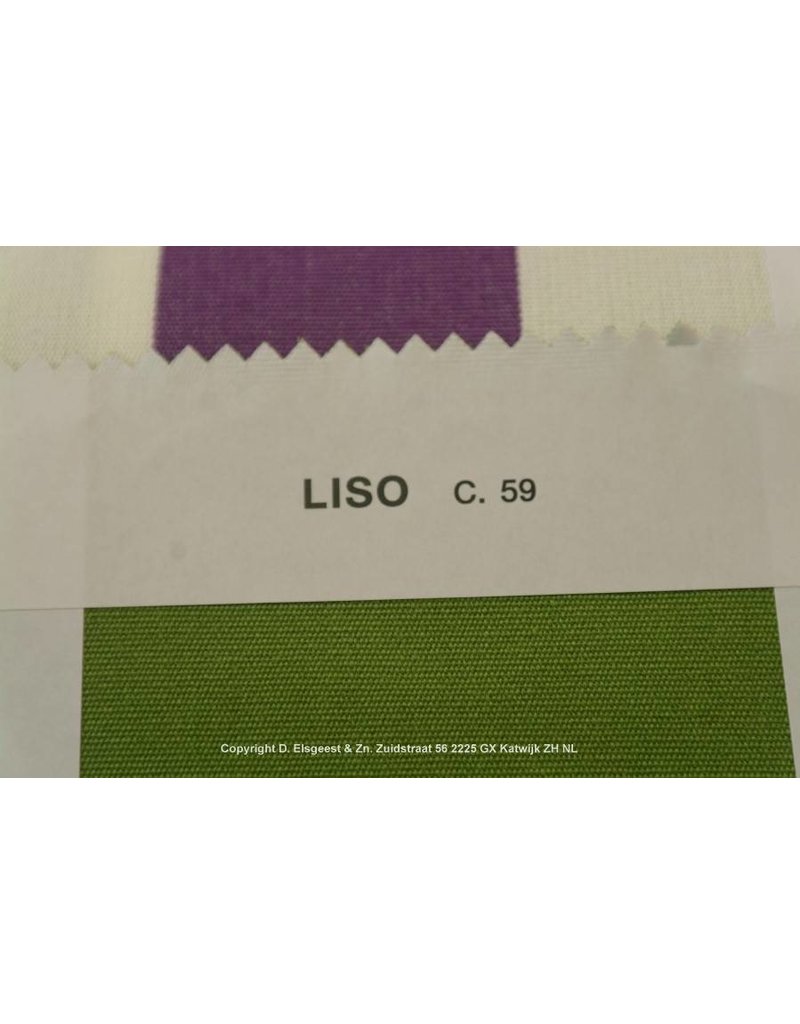 LISO C. 59
Copyright D. Elsgeest & Zn. Zuidstraat 56 2225 GX Katwijk ZH NL